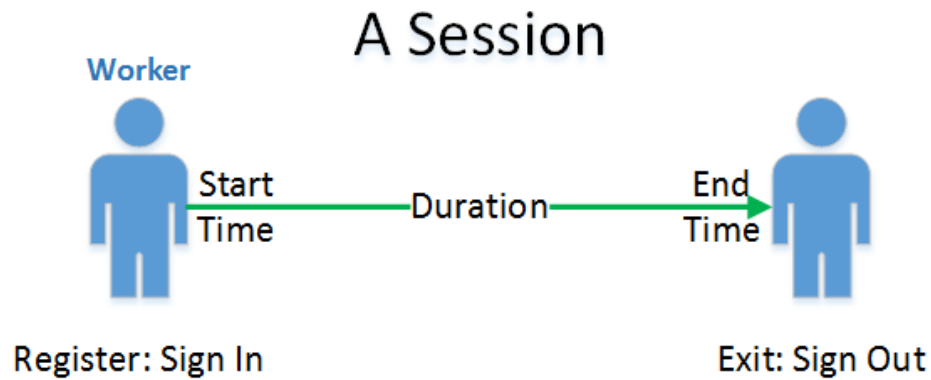 A Session
Worker
Start
Time
Duration
End
Time
Register: Sign In
Exit: Sign Out